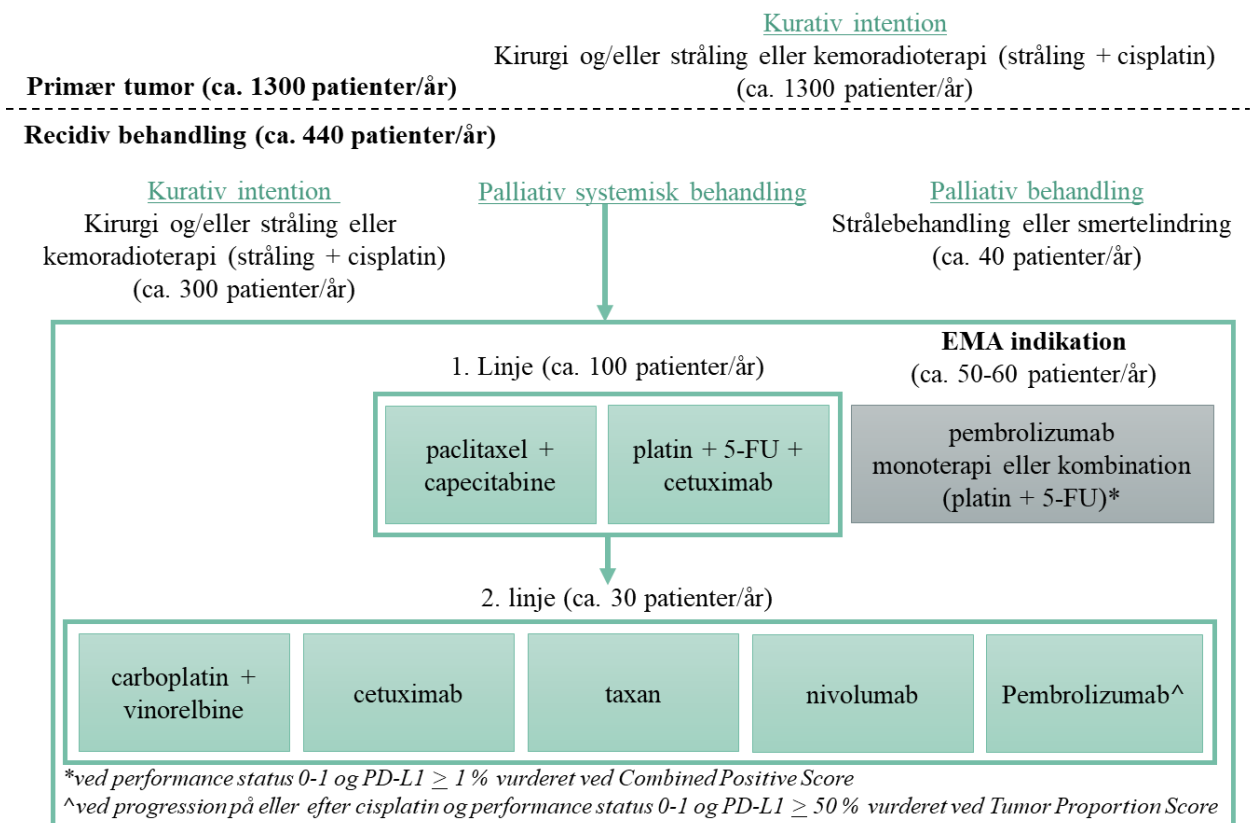 Kurativ intention
Kirurgi og/eller stråling eller kemoradioterapi (stråling + cisplatin)
(ca. 1300 patienter/år)
Primær tumor (ca. 1300 patienter/år)
Recidiv behandling (ca. 440 patienter/år)
Kurativ intention
Kirurgi og/eller stråling eller
kemoradioterapi (stråling + cisplatin)
(ca. 300 patienter/år)
Palliativ systemisk behandling
Palliativ behandling
Strålebehandling eller smertelindring
(ca. 40 patienter/år)
1. Linje (ca. 100 patienter/år)
EMA indikation
(ca. 50-60 patienter/år)
paclitaxel +
capecitabine
platin + 5-FU +
cetuximab
pembrolizumab
monoterapi eller kombination
(platin + 5-FU)*
2. linje (ca. 30 patienter/år)
carboplatin +
vinorelbine
cetuximab
taxan
nivolumab
Pembrolizumab^
*ved performance status 0-1 og PD-L1 ≥ 1 % vurderet ved Combined Positive Score
^ved progression på eller efter cisplatin og performance status 0-1 og PD-L1 ≥ 50 % vurderet ved Tumor Proportion Score